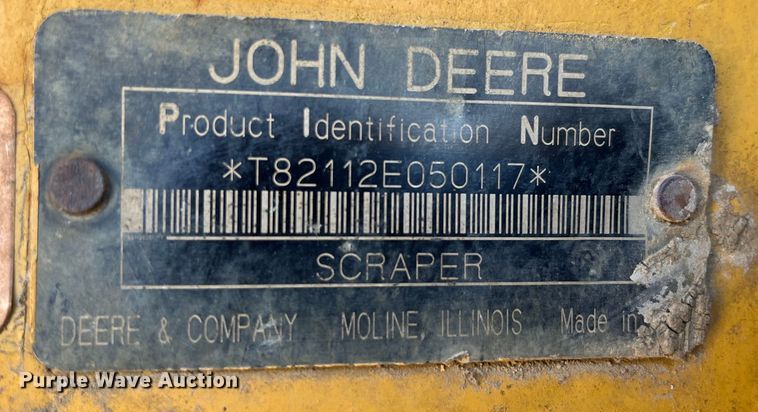 JOHN DEERE
Product Identification Number
*T82112E050117*
SCRAPER
DEERE & COMPANY MOLINE, ILLINOIS Made in
Purple Wave Auction